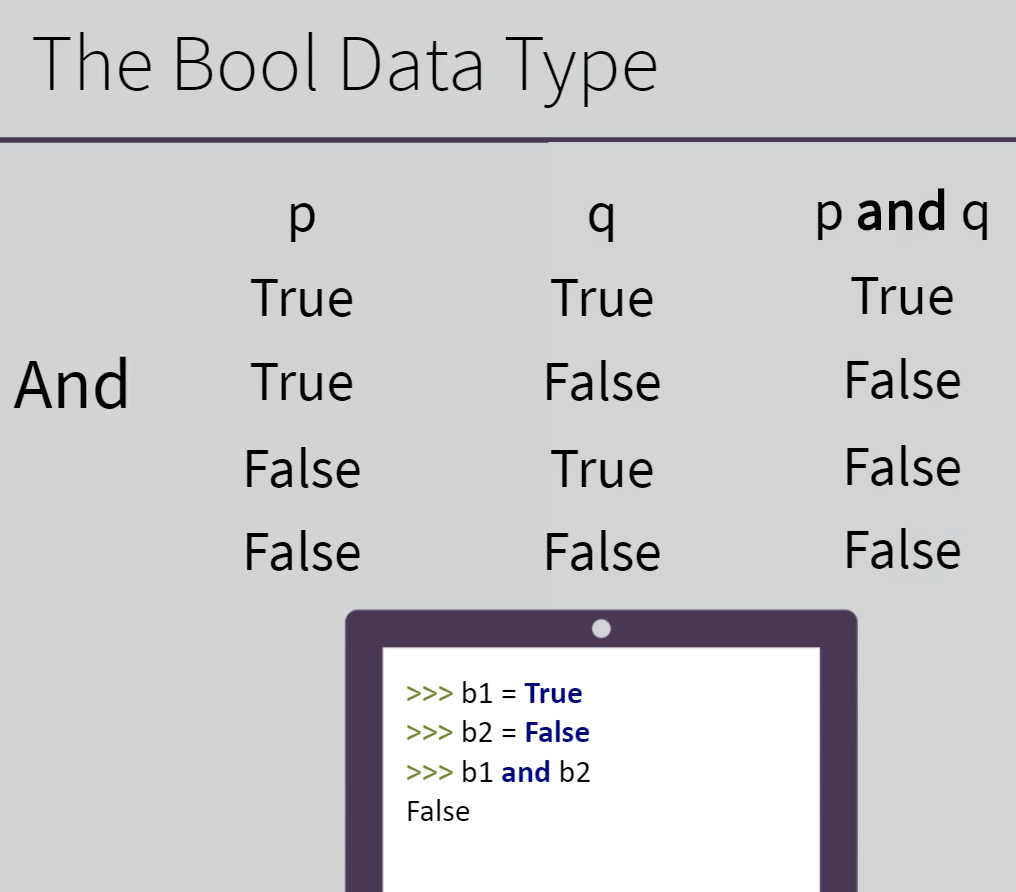 The Bool Data Type
p q p and q
True True True
And True False False
False True False
False False False
>>> b1 = True
>>> b2 = False
>>> b1 and b2
False